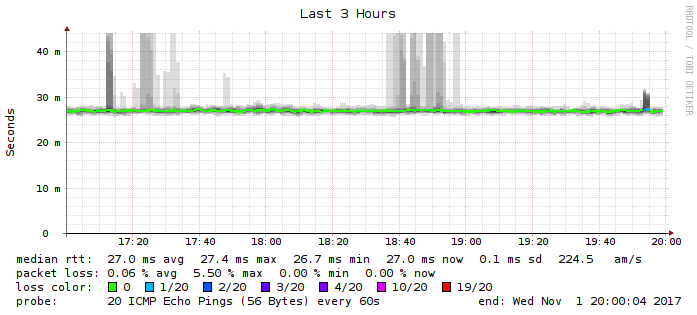 Last 3 Hours
RRDTOOL / TOBI OETIKER
Seconds
40 m
30 m
20 m
10 m
0
17:20 17:40 18:00 18:20 18:40 19:00 19:20 19:40 20:00
median rtt: 27.0 ms avg 27.4 ms max 26.7 ms min 27.0 ms now 0.1 ms sd 224.5 am/s
packet loss: 0.06 % avg 5.50 % max 0.00 % min 0.00 % now
loss color: 0 1/20 2/20 3/20 4/20 10/20 19/20
probe: 20 ICMP Echo Pings (56 Bytes) every 60s end: Wed Nov 1 20:00:04 2017